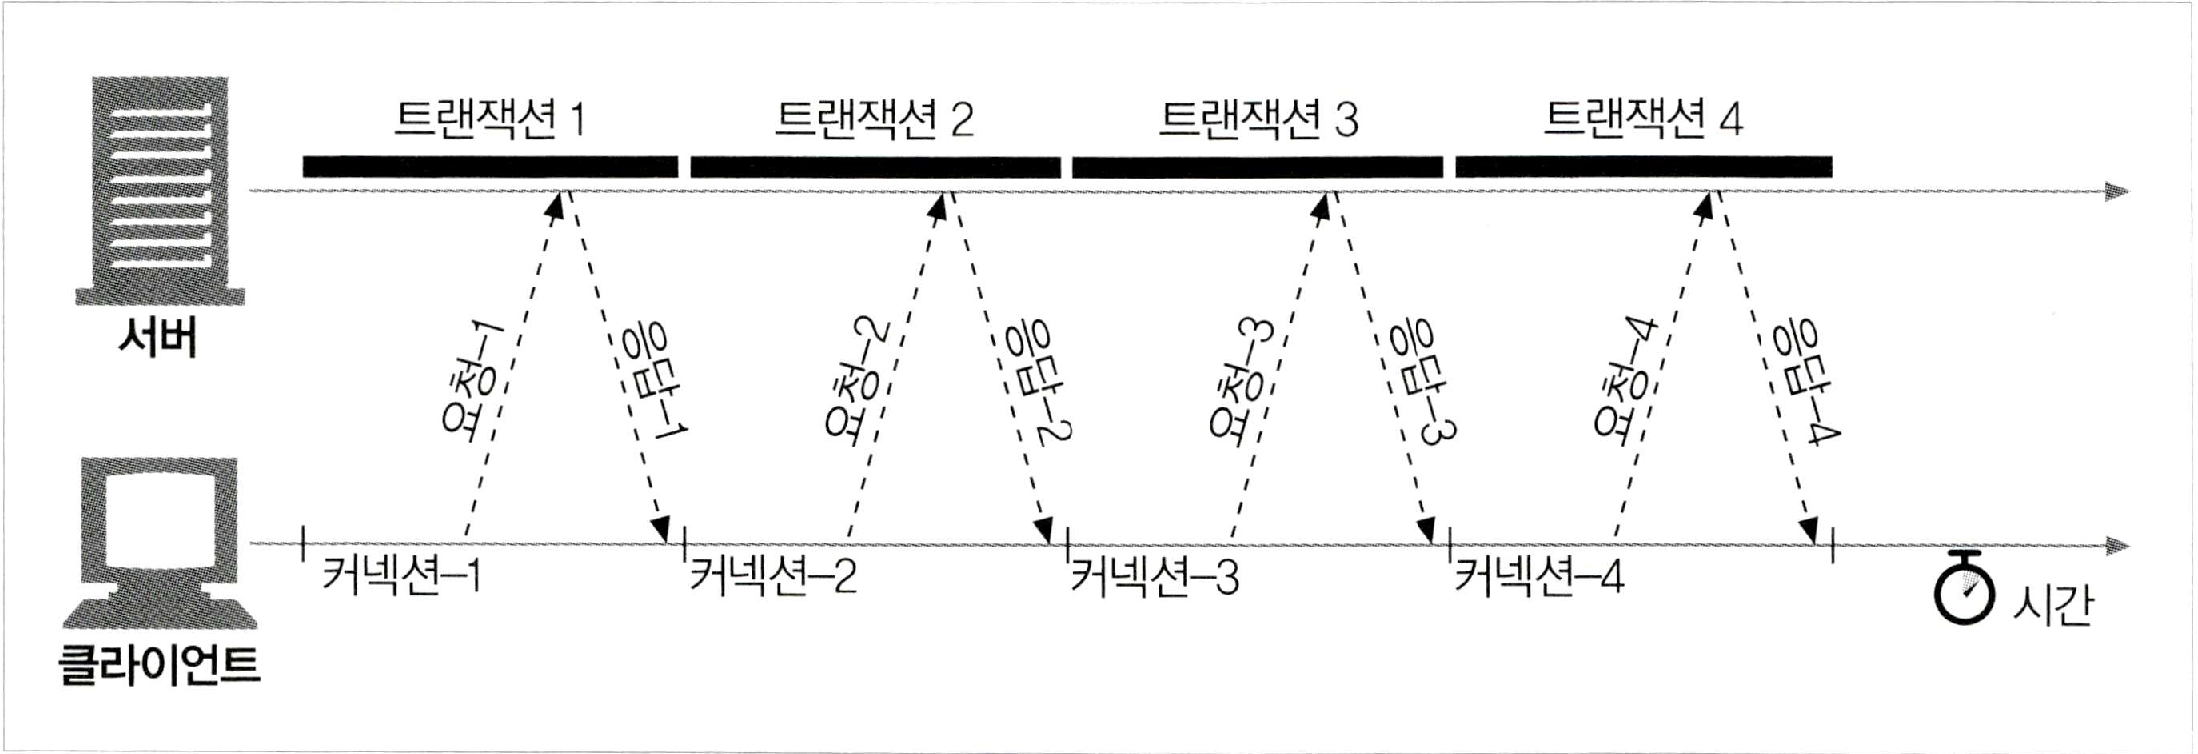 트랜잭션 1
트랜잭션 2
트랜잭션 3
트랜잭션 4
서버
요청–1
응답–1
요청–2
응답–2
요청–3
응답–3
요청–4
응답–4
커넥션–1
커넥션–2
커넥션–3
커넥션–4
시간
클라이언트